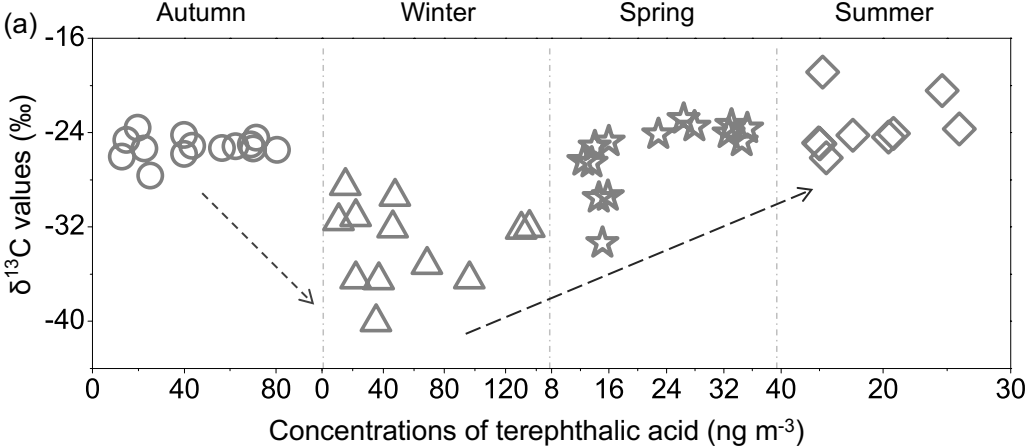 (a) Autumn Winter Spring Summer
-16
-24
-32
-40
δ¹³C values (‰)
0 40 80 0 40 80 120 8 16 24 32 40 20 30
Concentrations of terephthalic acid (ng m⁻³)